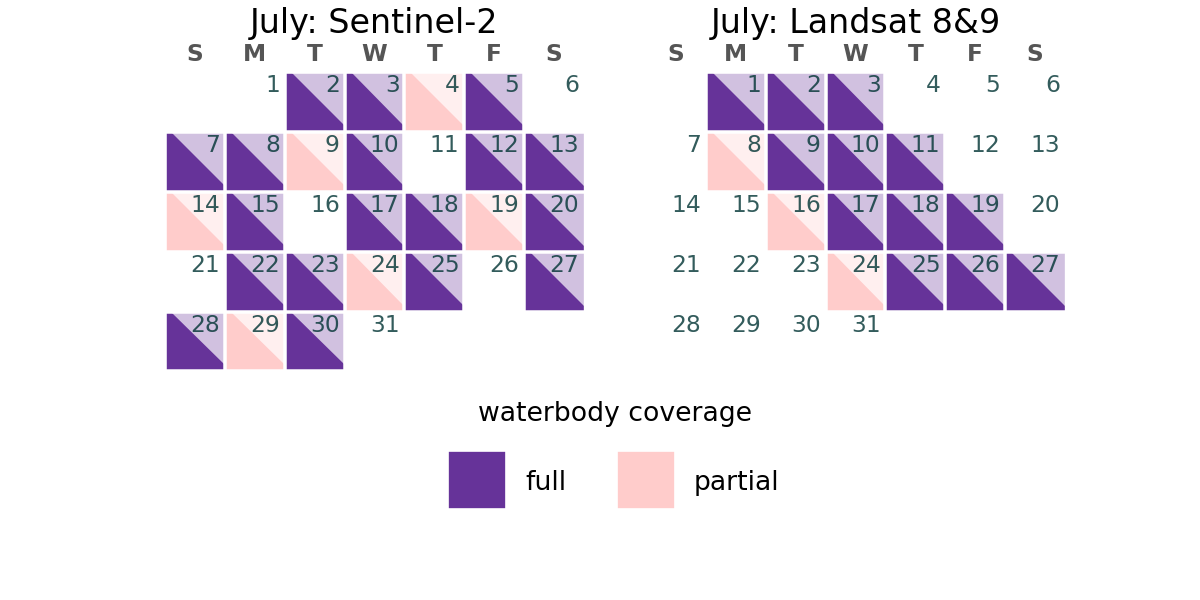 July: Sentinel-2
S M T W T F S
1 2 3 4 5 6
7 8 9 10 11 12 13
14 15 16 17 18 19 20
21 22 23 24 25 26 27
28 29 30 31
July: Landsat 8&9
S M T W T F S
1 2 3 4 5 6
7 8 9 10 11 12 13
14 15 16 17 18 19 20
21 22 23 24 25 26 27
28 29 30 31
waterbody coverage
full partial